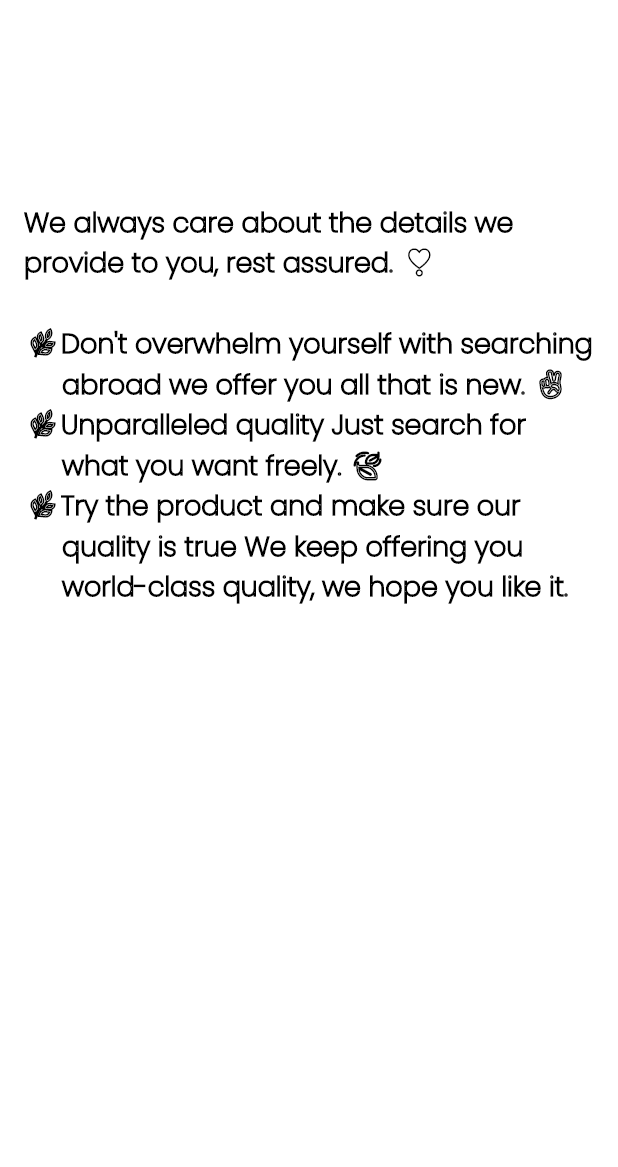 We always care about the details we
provide to you, rest assured. ❣
🌿 Don't overwhelm yourself with searching
abroad we offer you all that is new. ✌
🌿 Unparalleled quality Just search for
what you want freely. 🍃
🌿 Try the product and make sure our
quality is true We keep offering you
world-class quality, we hope you like it.